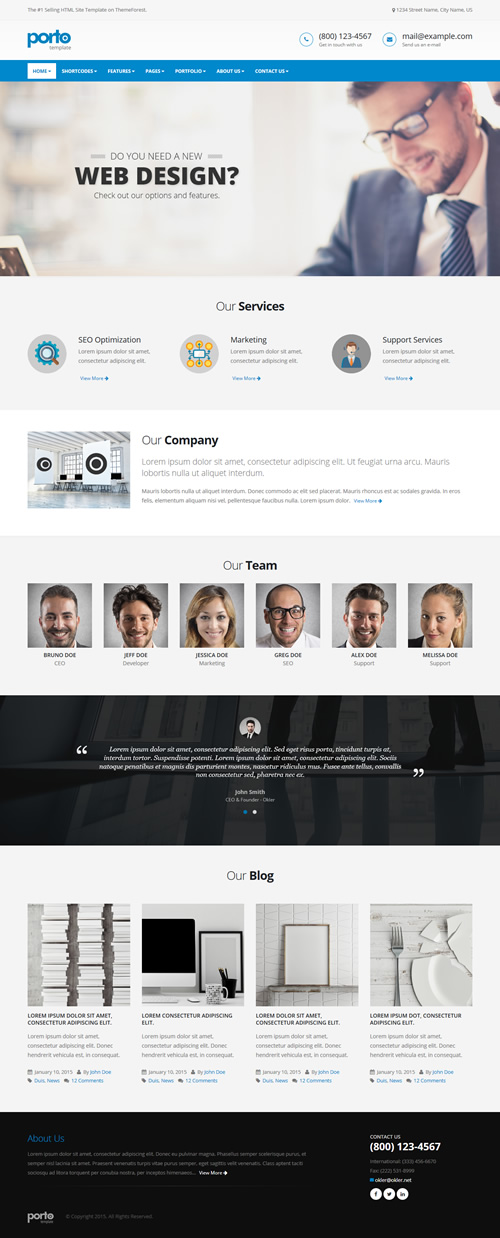 The #1 Selling HTML Site Template on ThemeForest.
1234 Street Name, City Name, US
porto
template
(800) 123-4567
Get in touch with us
mail@example.com
Send us an e-mail
HOME SHORTCODES FEATURES PAGES PORTFOLIO ABOUT US CONTACT US
DO YOU NEED A NEW
WEB DESIGN?
Check out our options and features.
Our Services
SEO Optimization
Lorem ipsum dolor sit amet,
consectetur adipiscing elit.
View More
Marketing
Lorem ipsum dolor sit amet,
consectetur adipiscing elit.
View More
Support Services
Lorem ipsum dolor sit amet,
consectetur adipiscing elit.
View More
Our Company
Lorem ipsum dolor sit amet, consectetur adipiscing elit. Ut feugiat urna arcu. Mauris
lobortis nulla ut aliquet interdum.
Mauris lobortis nulla ut aliquet interdum. Donec commodo ac elit sed placerat. Mauris rhoncus est ac sodales gravida. In eros
felis, elementum aliquam nisi vel, pellentesque faucibus nulla. Lorem ipsum dolor. View More
Our Team
BRUNO DOE
CEO
JEFF DOE
Developer
JESSICA DOE
Marketing
GREG DOE
SEO
ALEX DOE
Support
MELISSA DOE
Support
“ Lorem ipsum dolor sit amet, consectetur adipiscing elit. Sed eget risus porta, tincidunt turpis at,
interdum tortor. Suspendisse potenti. Lorem ipsum dolor sit amet, consectetur adipiscing elit. Sociis
natoque penatibus et magnis dis parturient montes, nascetur ridiculus mus. Fusce ante tellus, convallis
non consectetur sed, pharetra nec ex. ”
John Smith
CEO & Founder - Okler
Our Blog
LOREM IPSUM DOLOR SIT AMET,
CONSECTETUR ADIPISCING ELIT.
Lorem ipsum dolor sit amet,
consectetur adipiscing elit. Donec
hendrerit vehicula est, in consequat.
January 10, 2015 By John Doe
Duis, News 12 Comments
LOREM CONSECTETUR ADIPISCING
ELIT.
Lorem ipsum dolor sit amet,
consectetur adipiscing elit. Donec
hendrerit vehicula est, in consequat.
January 10, 2015 By John Doe
Duis, News 12 Comments
LOREM IPSUM DOLOR SIT AMET,
CONSECTETUR ADIPISCING ELIT.
Lorem ipsum dolor sit amet,
consectetur adipiscing elit. Donec
hendrerit vehicula est, in consequat.
January 10, 2015 By John Doe
Duis, News 12 Comments
LOREM IPSUM DOT, CONSECTETUR
ADIPISCING ELIT.
Lorem ipsum dolor sit amet,
consectetur adipiscing elit. Donec
hendrerit vehicula est, in consequat.
January 10, 2015 By John Doe
Duis, News 12 Comments
About Us
Lorem ipsum dolor sit amet, consectetur adipiscing elit. Donec eu pulvinar magna. Phasellus semper scelerisque purus, et
semper nisl lacinia sit amet. Praesent venenatis turpis vitae purus semper, eget sagittis velit venenatis. Class aptent taciti
sociosqu ad litora torquent per conubia nostra, per inceptos himenaeos... View More
CONTACT US
(800) 123-4567
International: (333) 456-6670
Fax: (222) 531-8999
okler@okler.net
porto
template
© Copyright 2015. All Rights Reserved.